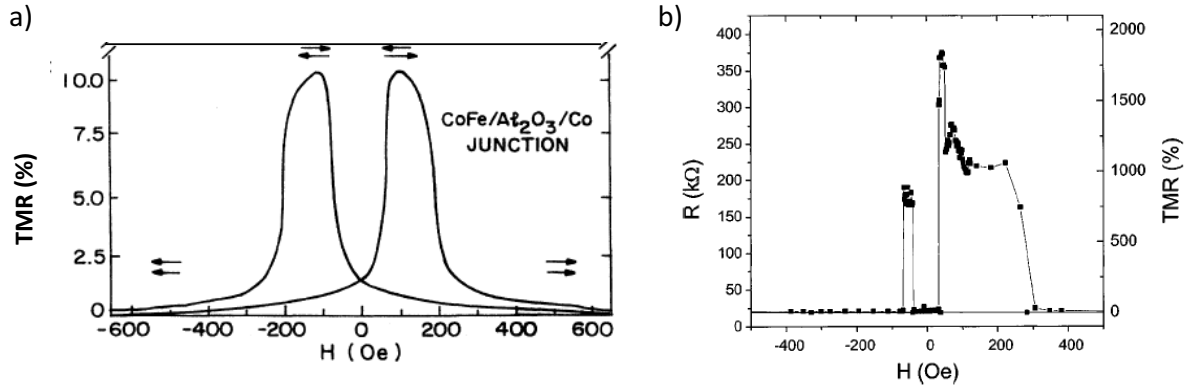 a)
TMR (%)
10.0
7.5
5.0
2.5
0
CoFe/Al₂O₃/Co
JUNCTION
-600 -400 -200 0 200 400 600
H (Oe)
b)
R (kΩ)
400
350
300
250
200
150
100
50
0
2000
1500
1000
500
0
TMR (%)
-400 -200 0 200 400
H (Oe)